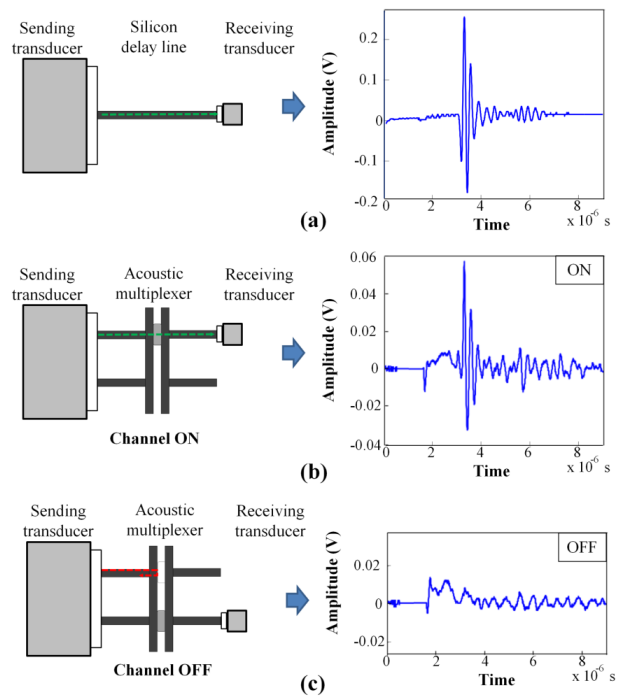 Sending transducer
Silicon delay line
Receiving transducer
Amplitude (V)
0.2
0.1
0
-0.1
-0.2
0 2 4 6 8
x 10⁻⁶ s
Time
(a)
Sending transducer
Acoustic multiplexer
Receiving transducer
Channel ON
Amplitude (V)
ON
0.06
0.04
0.02
0
-0.02
-0.04
0 2 4 6 8
x 10⁻⁶ s
Time
(b)
Sending transducer
Acoustic multiplexer
Receiving transducer
Channel OFF
Amplitude (V)
OFF
0.02
0
-0.02
0 2 4 6 8
x 10⁻⁶ s
Time
(c)